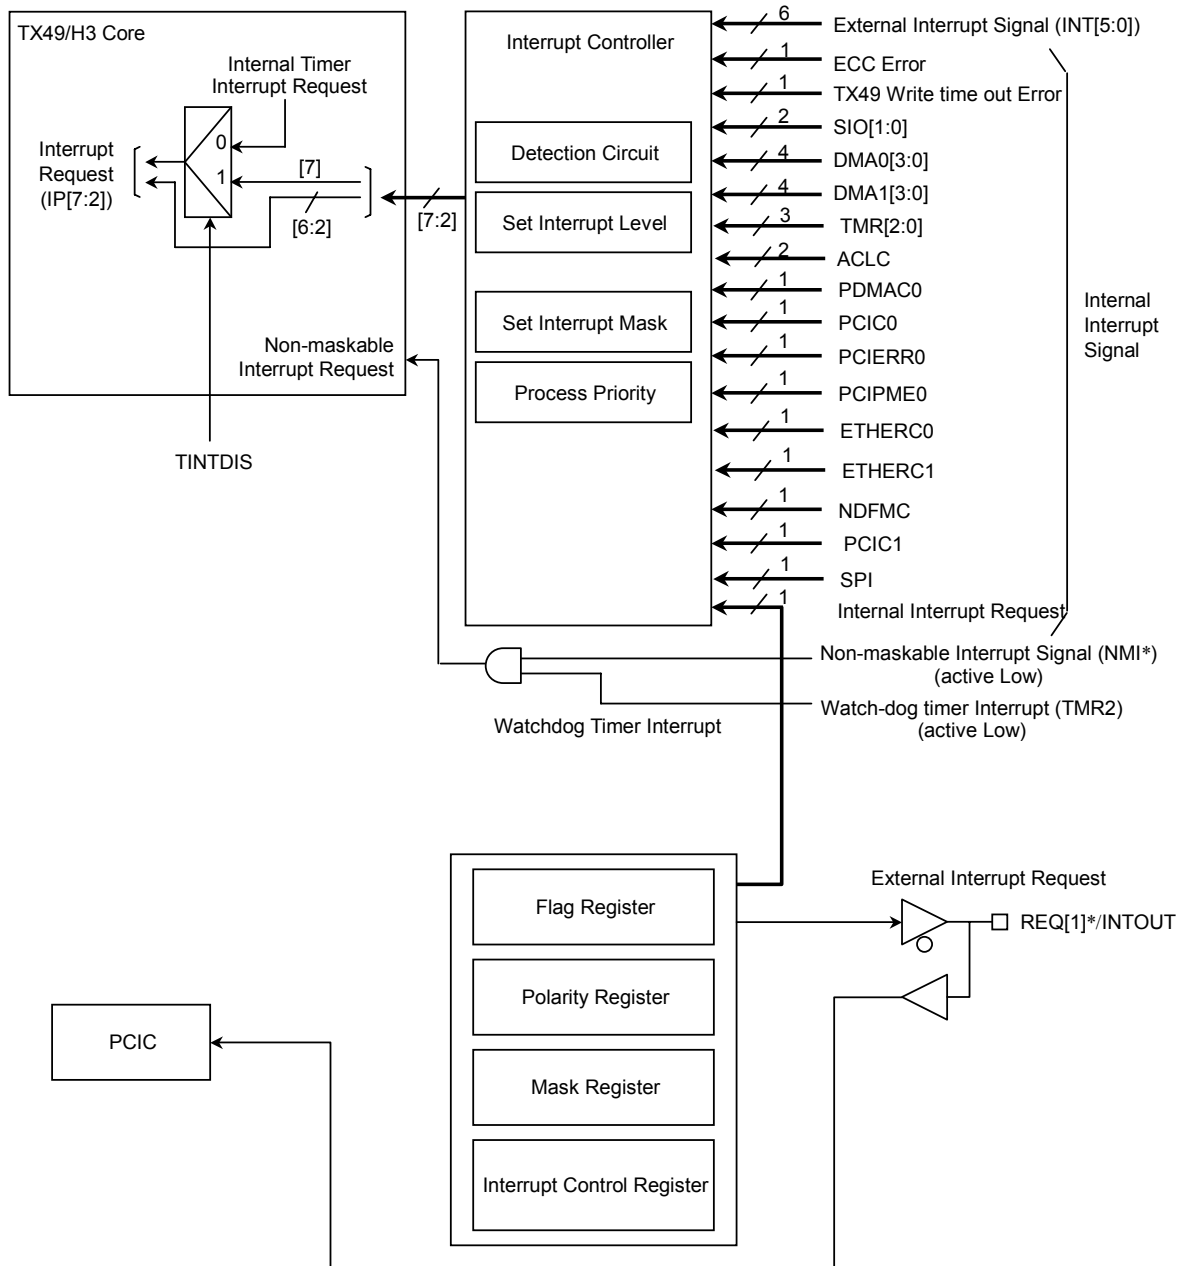 TX49/H3 Core
Internal Timer
Interrupt Request
Interrupt
Request
(IP[7:2])
0
1
[7]
[6:2]
[7:2]
Non-maskable
Interrupt Request
TINTDIS
Interrupt Controller
Detection Circuit
Set Interrupt Level
Set Interrupt Mask
Process Priority
6
External Interrupt Signal (INT[5:0])
1
ECC Error
1
TX49 Write time out Error
2
SIO[1:0]
4
DMA0[3:0]
4
DMA1[3:0]
3
TMR[2:0]
2
ACLC
1
PDMAC0
1
PCIC0
1
PCIERR0
1
PCIPME0
1
ETHERC0
1
ETHERC1
1
NDFMC
1
PCIC1
1
SPI
1
Internal Interrupt Request
Internal
Interrupt
Signal
Non-maskable Interrupt Signal (NMI*)
(active Low)
Watch-dog timer Interrupt (TMR2)
(active Low)
Watchdog Timer Interrupt
Flag Register
Polarity Register
Mask Register
Interrupt Control Register
External Interrupt Request
REQ[1]*/INTOUT
PCIC